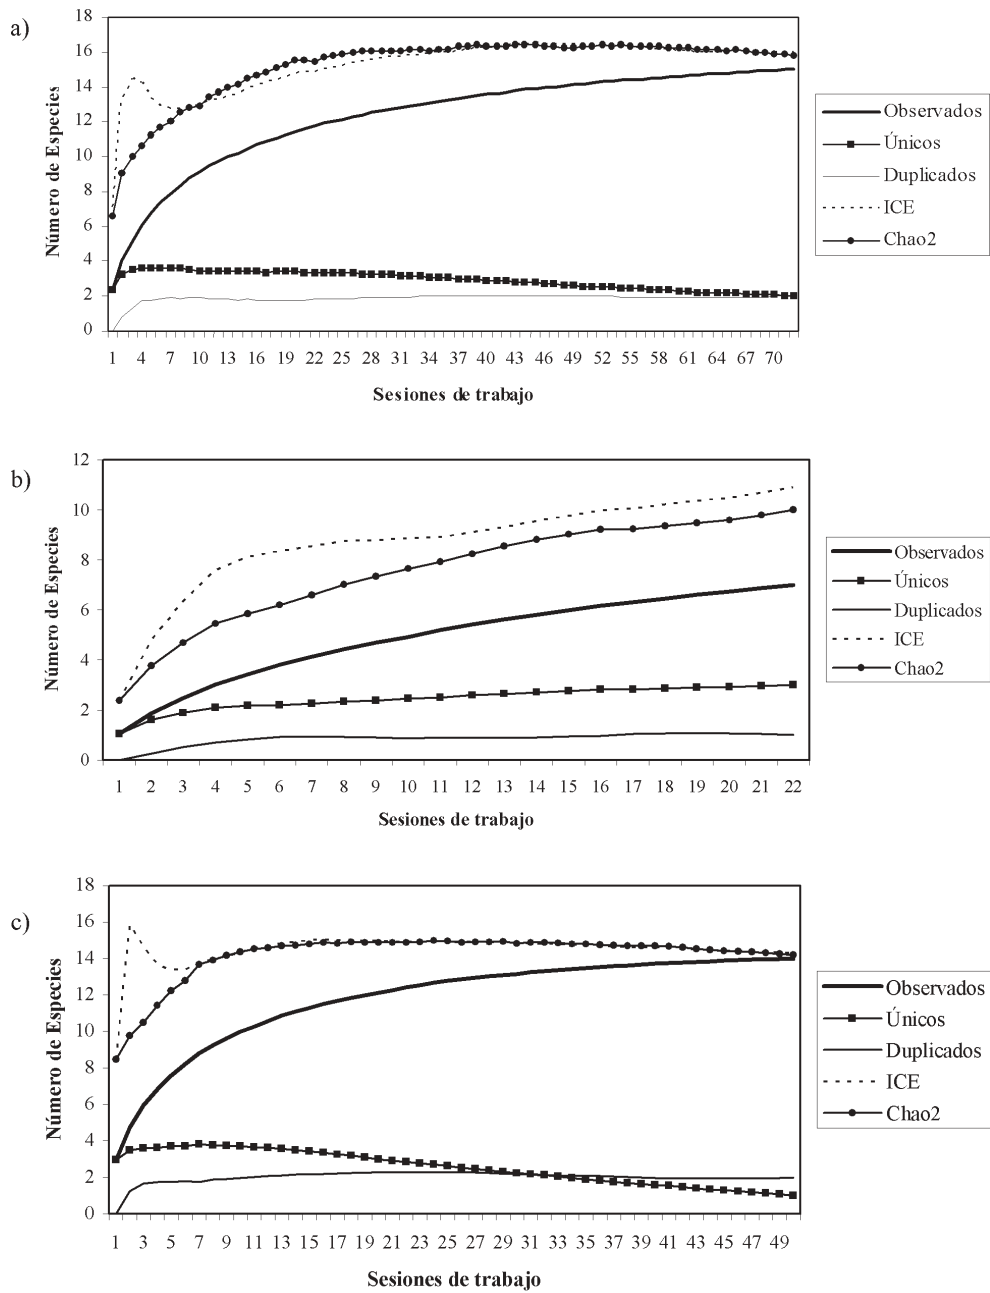 a)
Número de Especies
18
16
14
12
10
8
6
4
2
0
1 4 7 10 13 16 19 22 25 28 31 34 37 40 43 46 49 52 55 58 61 64 67 70
Sesiones de trabajo
Observados
Únicos
Duplicados
ICE
Chao2
b)
Número de Especies
12
10
8
6
4
2
0
1 2 3 4 5 6 7 8 9 10 11 12 13 14 15 16 17 18 19 20 21 22
Sesiones de trabajo
Observados
Únicos
Duplicados
ICE
Chao2
c)
Número de Especies
18
16
14
12
10
8
6
4
2
0
1 3 5 7 9 11 13 15 17 19 21 23 25 27 29 31 33 35 37 39 41 43 45 47 49
Sesiones de trabajo
Observados
Únicos
Duplicados
ICE
Chao2